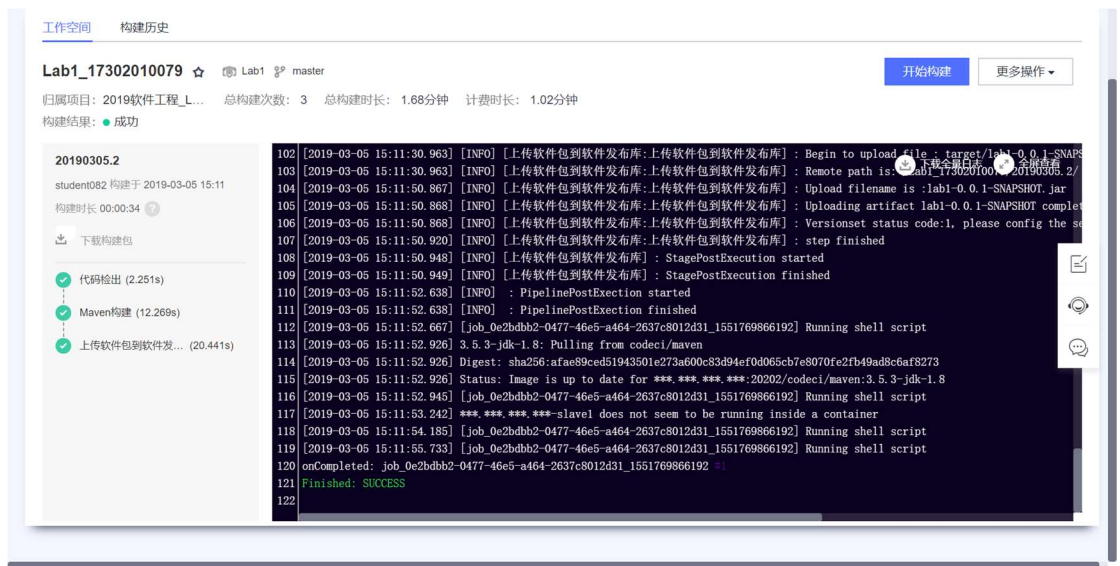 工作空间 构建历史
Lab1_17302010079 Lab1 master 开始构建 更多操作
归属项目：2019软件工程_L... 总构建次数：3 总构建时长：1.68分钟 计费时长：1.02分钟
构建结果： 成功
20190305.2
student082 构建于 2019-03-05 15:11
构建时长 00:00:34
下载构建包
代码检出 (2.251s)
Maven构建 (12.269s)
上传软件包到软件发... (20.441s)
下载全量日志 全屏查看
102 [2019-03-05 15:11:30.963] [INFO] [上传软件包到软件发布库:上传软件包到软件发布库] : Begin to upload file : target/lab1-0.0.1-SNAPS
103 [2019-03-05 15:11:30.963] [INFO] [上传软件包到软件发布库:上传软件包到软件发布库] : Remote path is: /20190305.2/
104 [2019-03-05 15:11:50.867] [INFO] [上传软件包到软件发布库:上传软件包到软件发布库] : Upload filename is :lab1-0.0.1-SNAPSHOT.jar
105 [2019-03-05 15:11:50.868] [INFO] [上传软件包到软件发布库:上传软件包到软件发布库] : Uploading artifact lab1-0.0.1-SNAPSHOT complet
106 [2019-03-05 15:11:50.868] [INFO] [上传软件包到软件发布库:上传软件包到软件发布库] : Versionset status code:1, please config the se
107 [2019-03-05 15:11:50.920] [INFO] [上传软件包到软件发布库:上传软件包到软件发布库] : step finished
108 [2019-03-05 15:11:50.948] [INFO] [上传软件包到软件发布库] : StagePostExecution started
109 [2019-03-05 15:11:50.949] [INFO] [上传软件包到软件发布库] : StagePostExecution finished
110 [2019-03-05 15:11:52.638] [INFO] : PipelinePostExection started
111 [2019-03-05 15:11:52.638] [INFO] : PipelinePostExection finished
112 [2019-03-05 15:11:52.667] [job_0e2bdbb2-0477-46e5-a464-2637c8012d31_1551769866192] Running shell script
113 [2019-03-05 15:11:52.926] 3.5.3-jdk-1.8: Pulling from codeci/maven
114 [2019-03-05 15:11:52.926] Digest: sha256:afae89ced51943501e273a600c83d94ef0d065cb7e8070fe2fb49ad8c6af8273
115 [2019-03-05 15:11:52.926] Status: Image is up to date for ***.***.***.***:20202/codeci/maven:3.5.3-jdk-1.8
116 [2019-03-05 15:11:52.945] [job_0e2bdbb2-0477-46e5-a464-2637c8012d31_1551769866192] Running shell script
117 [2019-03-05 15:11:53.242] ***.***.***.***-slave1 does not seem to be running inside a container
118 [2019-03-05 15:11:54.185] [job_0e2bdbb2-0477-46e5-a464-2637c8012d31_1551769866192] Running shell script
119 [2019-03-05 15:11:55.733] [job_0e2bdbb2-0477-46e5-a464-2637c8012d31_1551769866192] Running shell script
120 onCompleted: job_0e2bdbb2-0477-46e5-a464-2637c8012d31_1551769866192 #1
121 Finished: SUCCESS
122